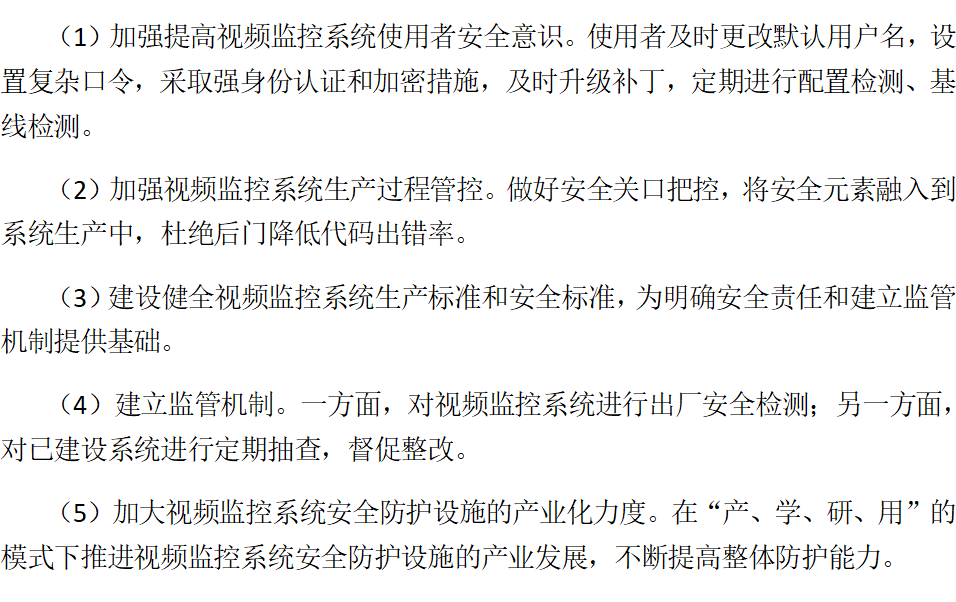 （1）加强提高视频监控系统使用者安全意识。使用者及时更改默认用户名，设
置复杂口令，采取强身份认证和加密措施，及时升级补丁，定期进行配置检测、基
线检测。
（2）加强视频监控系统生产过程管控。做好安全关口把控，将安全元素融入到
系统生产中，杜绝后门降低代码出错率。
（3）建设健全视频监控系统生产标准和安全标准，为明确安全责任和建立监管
机制提供基础。
（4）建立监管机制。一方面，对视频监控系统进行出厂安全检测；另一方面，
对已建设系统进行定期抽查，督促整改。
（5）加大视频监控系统安全防护设施的产业化力度。在“产、学、研、用”的
模式下推进视频监控系统安全防护设施的产业发展，不断提高整体防护能力。